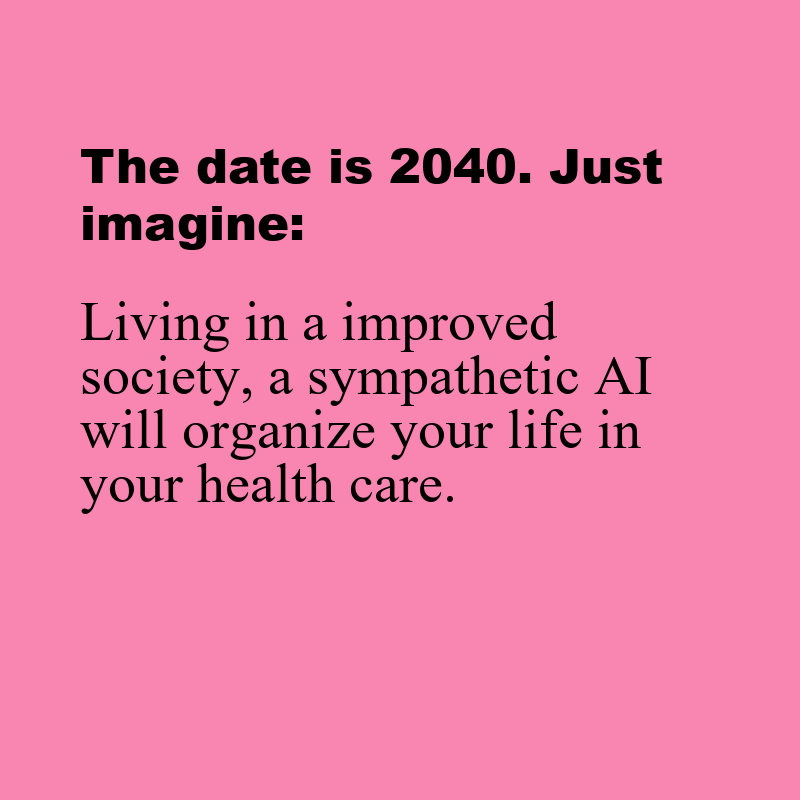 The date is 2040. Just
imagine:
Living in a improved
society, a sympathetic AI
will organize your life in
your health care.